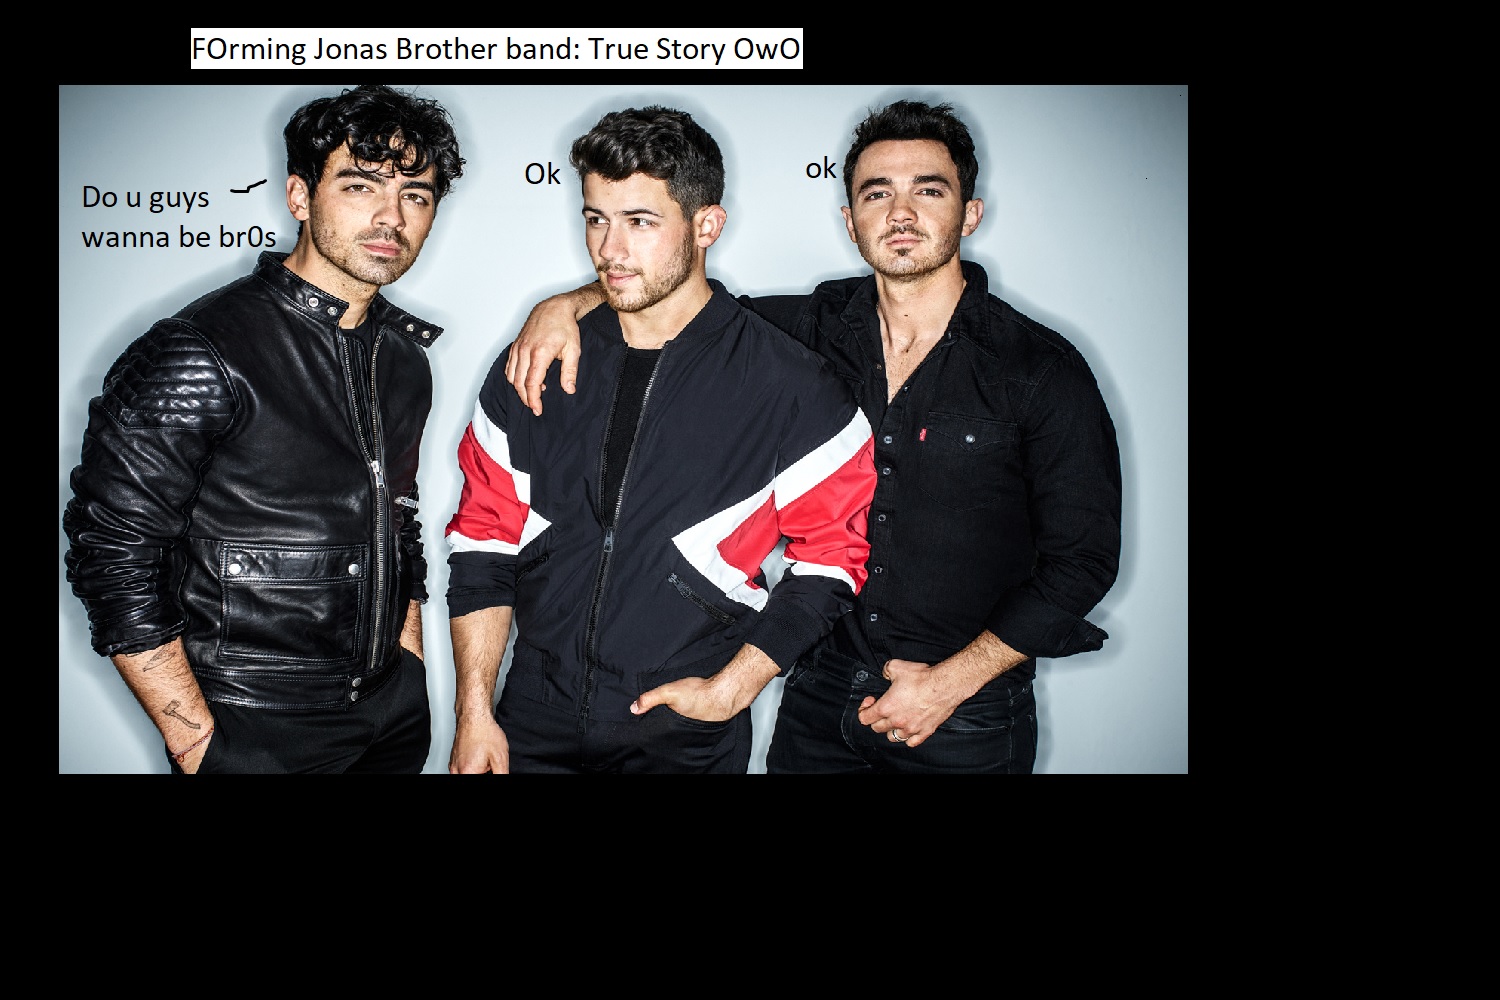 FOrming Jonas Brother band: True Story OwO
Do u guys
wanna be br0s
Ok
ok